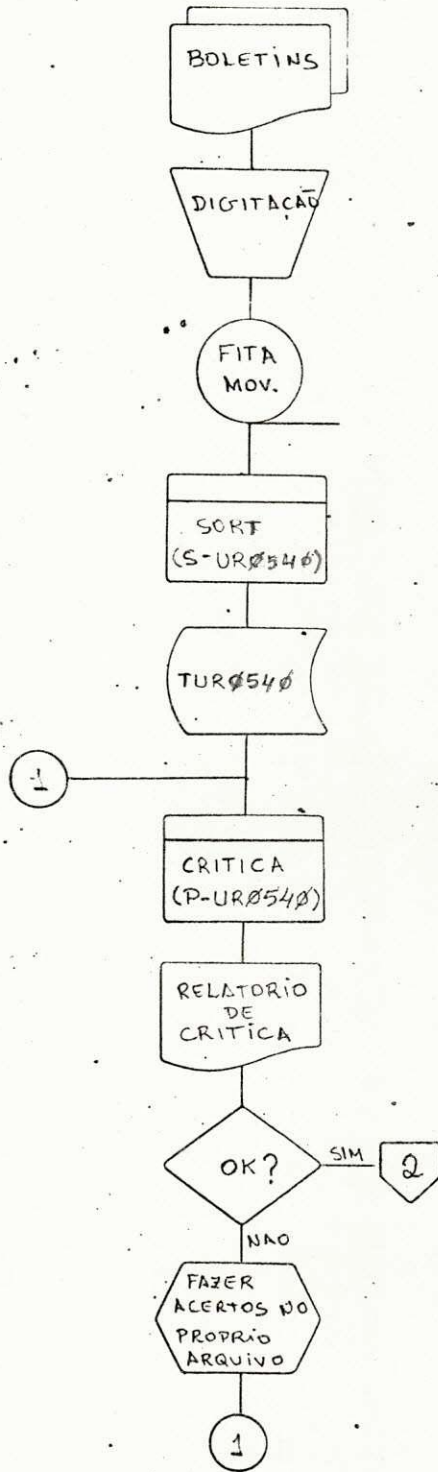 BOLETINS
DIGITAÇÃO
FITA
MOV.
SORT
(S-URØ54Ø)
TURØ54Ø
1
CRITICA
(P-URØ54Ø)
RELATORIO
DE
CRITICA
OK?
SIM
2
NAO
FAZER
ACERTOS NO
PROPRIO
ARQUIVO
1